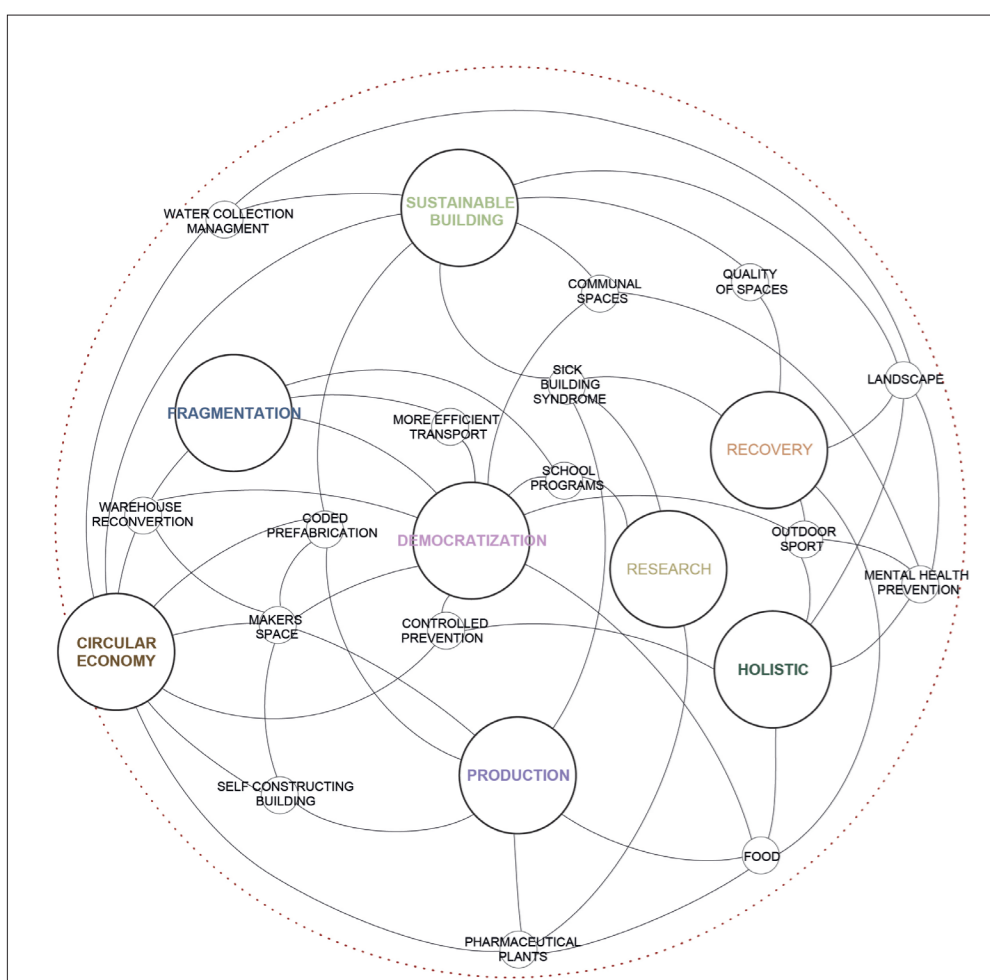 SUSTAINABLE
BUILDING
WATER COLLECTION
MANAGMENT
COMMUNAL
SPACES
QUALITY
OF SPACES
SICK
BUILDING
SYNDROME
LANDSCAPE
FRAGMENTATION
MORE EFFICIENT
TRANSPORT
RECOVERY
SCHOOL
PROGRAMS
WAREHOUSE
RECONVERTION
CODED
PREFABRICATION
DEMOCRATIZATION
OUTDOOR
SPORT
RESEARCH
MENTAL HEALTH
PREVENTION
MAKERS
SPACE
CONTROLLED
PREVENTION
CIRCULAR
ECONOMY
HOLISTIC
PRODUCTION
SELF CONSTRUCTING
BUILDING
FOOD
PHARMACEUTICAL
PLANTS